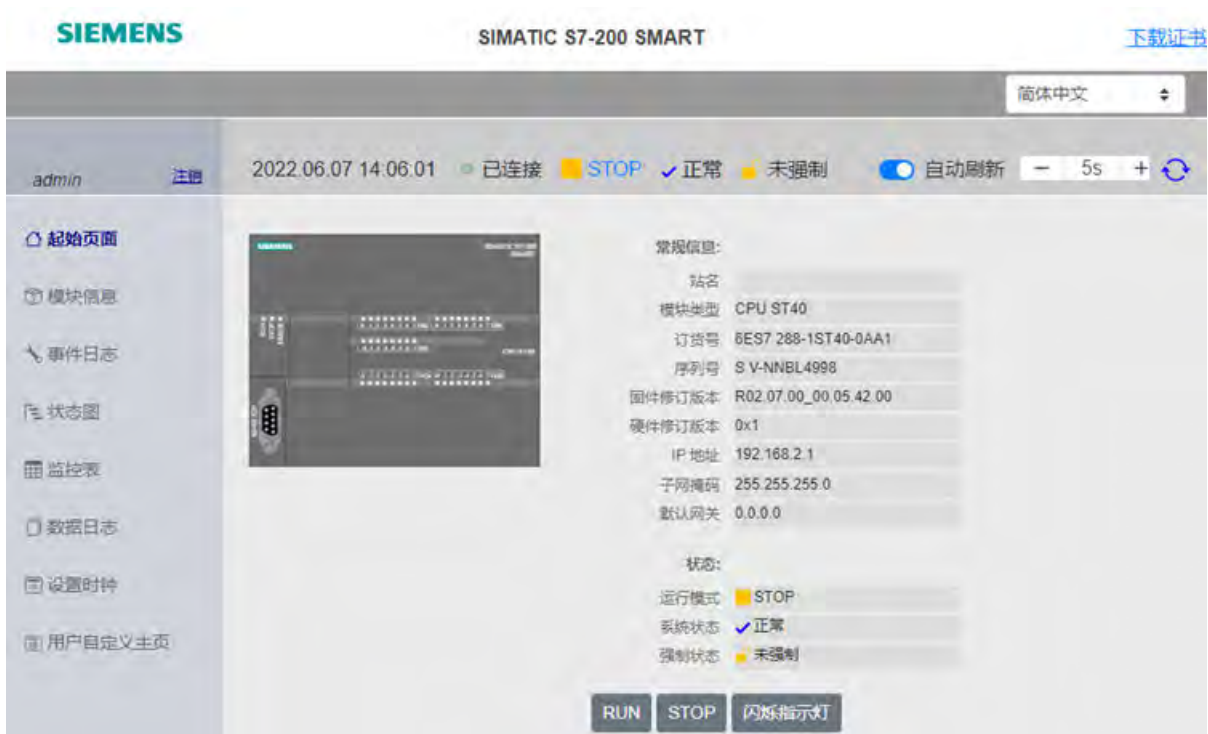 SIEMENS
SIMATIC S7-200 SMART
下载证书
简体中文
admin
注销
2022.06.07 14:06:01 已连接 STOP 正常 未强制 自动刷新 − 5s +
起始页面
模块信息
事件日志
状态图
监控表
数据日志
设置时钟
用户自定义主页
SIEMENS
常规信息:
站名
模块类型 CPU ST40
订货号 6ES7 288-1ST40-0AA1
序列号 S V-NNBL4998
固件修订版本 R02.07.00_00.05.42.00
硬件修订版本 0x1
IP 地址 192.168.2.1
子网掩码 255.255.255.0
默认网关 0.0.0.0
状态:
运行模式 STOP
系统状态 正常
强制状态 未强制
RUN STOP 闪烁指示灯